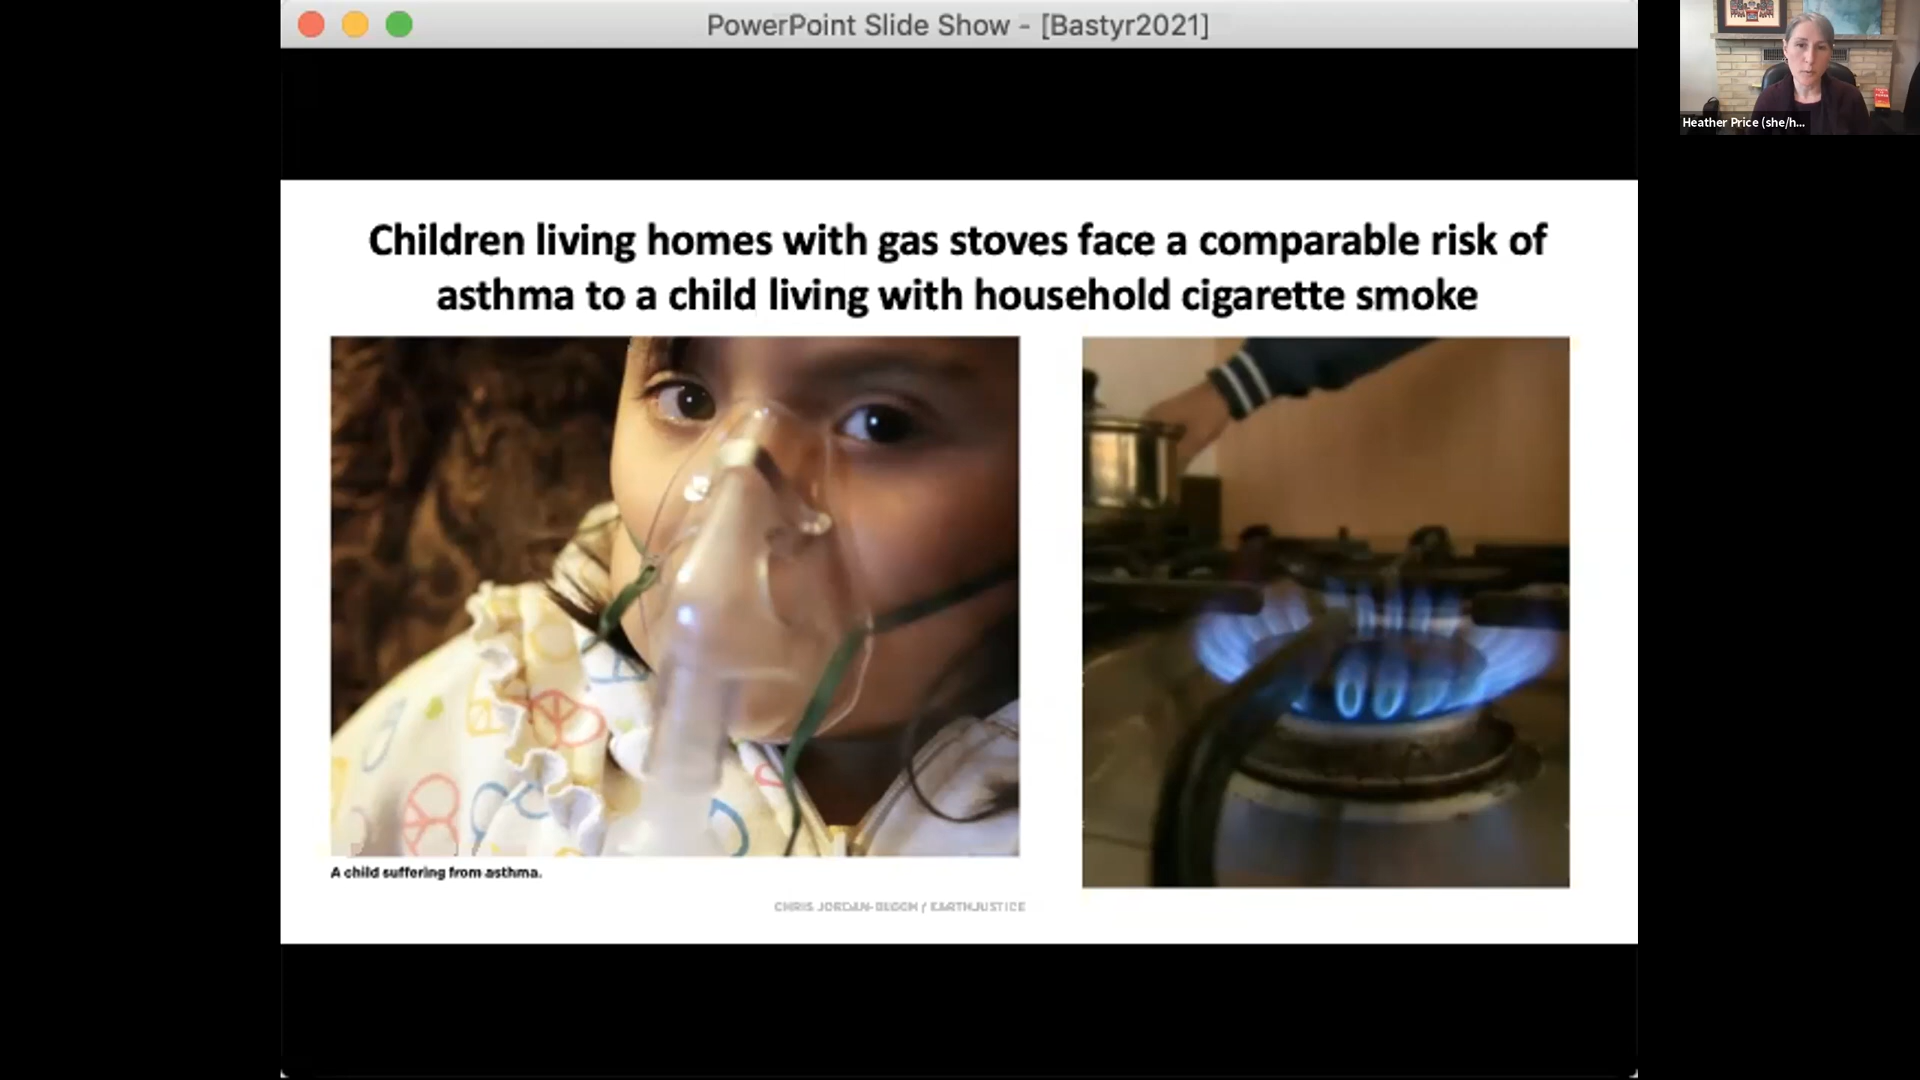 PowerPoint Slide Show - [Bastyr2021]
Heather Price (she/h...
Children living homes with gas stoves face a comparable risk of
asthma to a child living with household cigarette smoke
A child suffering from asthma.
CHRIS JORDAN-BLOCH / EARTHJUSTICE